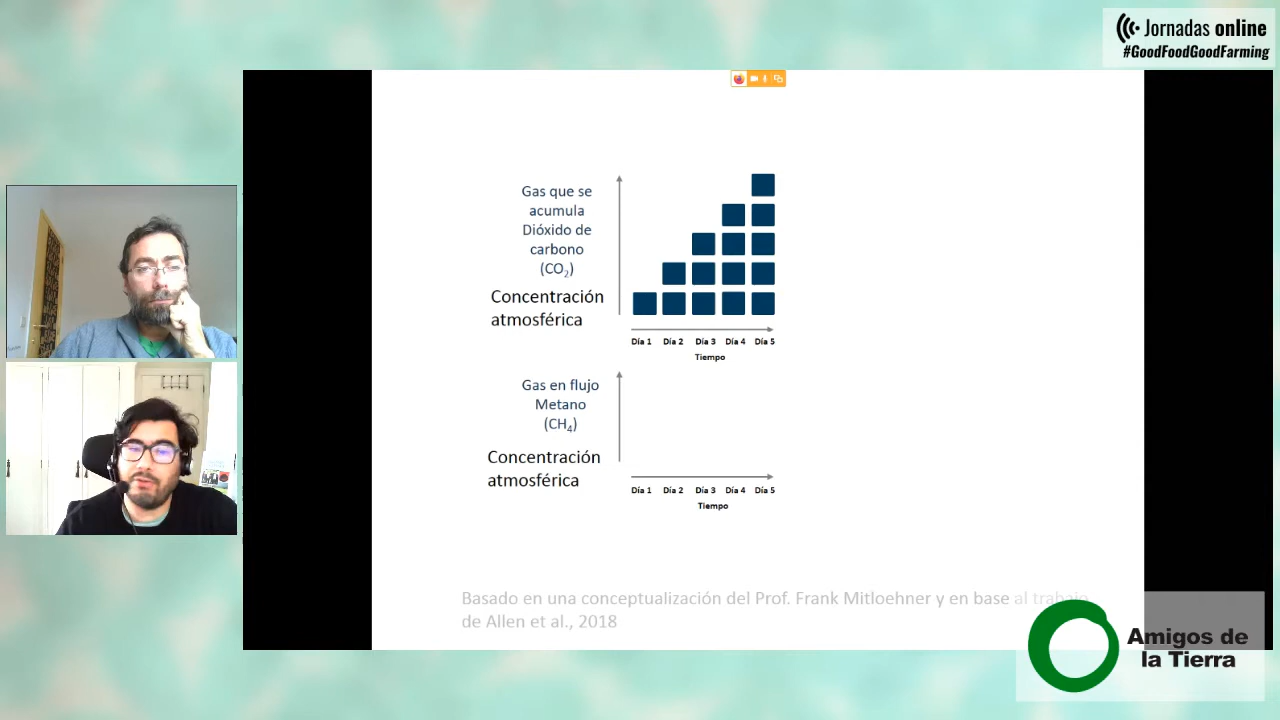 Jornadas online
#GoodFoodGoodFarming
Gas que se
acumula
Dióxido de
carbono
(CO₂)
Concentración
atmosférica
Día 1 Día 2 Día 3 Día 4 Día 5
Tiempo
Gas en flujo
Metano
(CH₄)
Concentración
atmosférica
Día 1 Día 2 Día 3 Día 4 Día 5
Tiempo
Basado en una conceptualización del Prof. Frank Mitloehner y en base al trabajo
de Allen et al., 2018
Amigos de
la Tierra